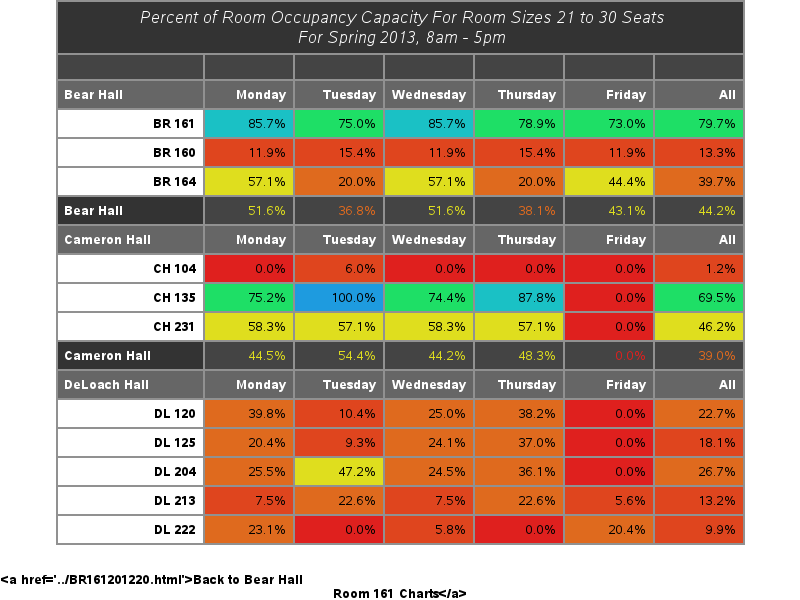 Percent of Room Occupancy Capacity For Room Sizes 21 to 30 Seats
For Spring 2013, 8am - 5pm
Bear Hall Monday Tuesday Wednesday Thursday Friday All
BR 161 85.7% 75.0% 85.7% 78.9% 73.0% 79.7%
BR 160 11.9% 15.4% 11.9% 15.4% 11.9% 13.3%
BR 164 57.1% 20.0% 57.1% 20.0% 44.4% 39.7%
Bear Hall 51.6% 36.8% 51.6% 38.1% 43.1% 44.2%
Cameron Hall Monday Tuesday Wednesday Thursday Friday All
CH 104 0.0% 6.0% 0.0% 0.0% 0.0% 1.2%
CH 135 75.2% 100.0% 74.4% 87.8% 0.0% 69.5%
CH 231 58.3% 57.1% 58.3% 57.1% 0.0% 46.2%
Cameron Hall 44.5% 54.4% 44.2% 48.3% 0.0% 39.0%
DeLoach Hall Monday Tuesday Wednesday Thursday Friday All
DL 120 39.8% 10.4% 25.0% 38.2% 0.0% 22.7%
DL 125 20.4% 9.3% 24.1% 37.0% 0.0% 18.1%
DL 204 25.5% 47.2% 24.5% 36.1% 0.0% 26.7%
DL 213 7.5% 22.6% 7.5% 22.6% 5.6% 13.2%
DL 222 23.1% 0.0% 5.8% 0.0% 20.4% 9.9%
<a href='../BR161201220.html'>Back to Bear Hall
Room 161 Charts</a>